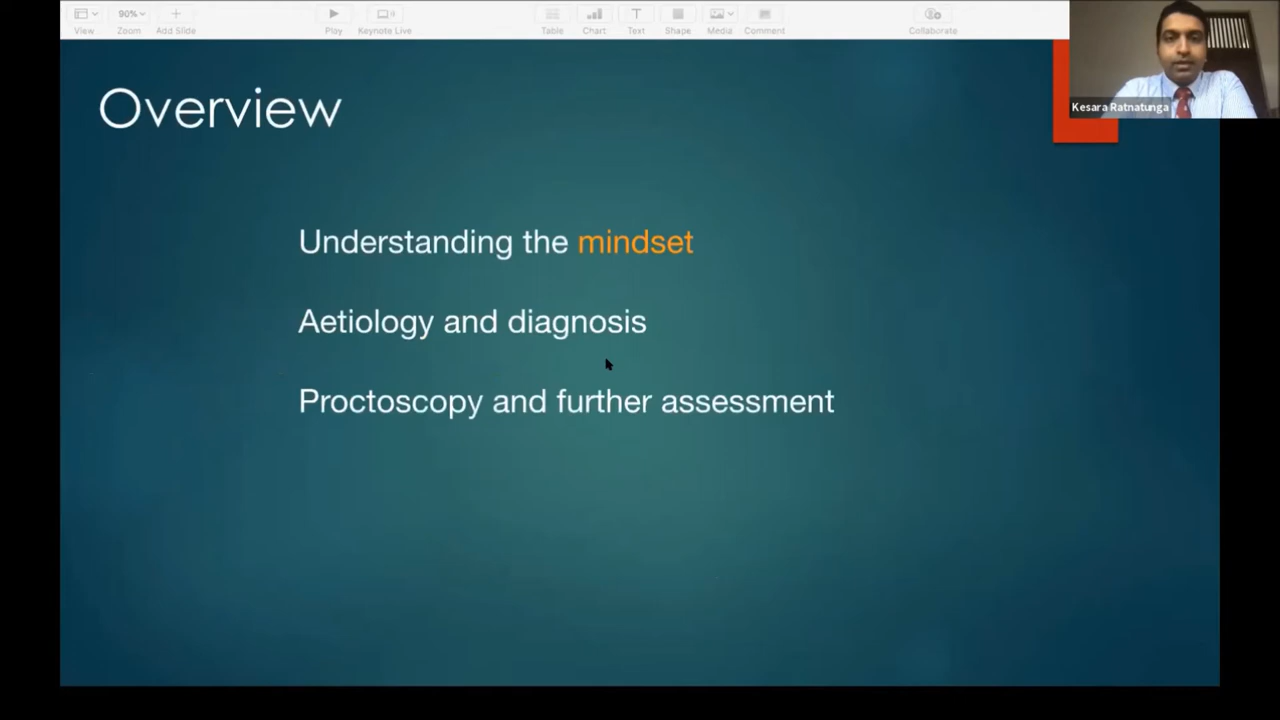 90%
View
Zoom
Add Slide
Play
Keynote Live
Table
Chart
Text
Shape
Media
Comment
Collaborate
Kesara Ratnatunga
Overview
Understanding the mindset
Aetiology and diagnosis
Proctoscopy and further assessment